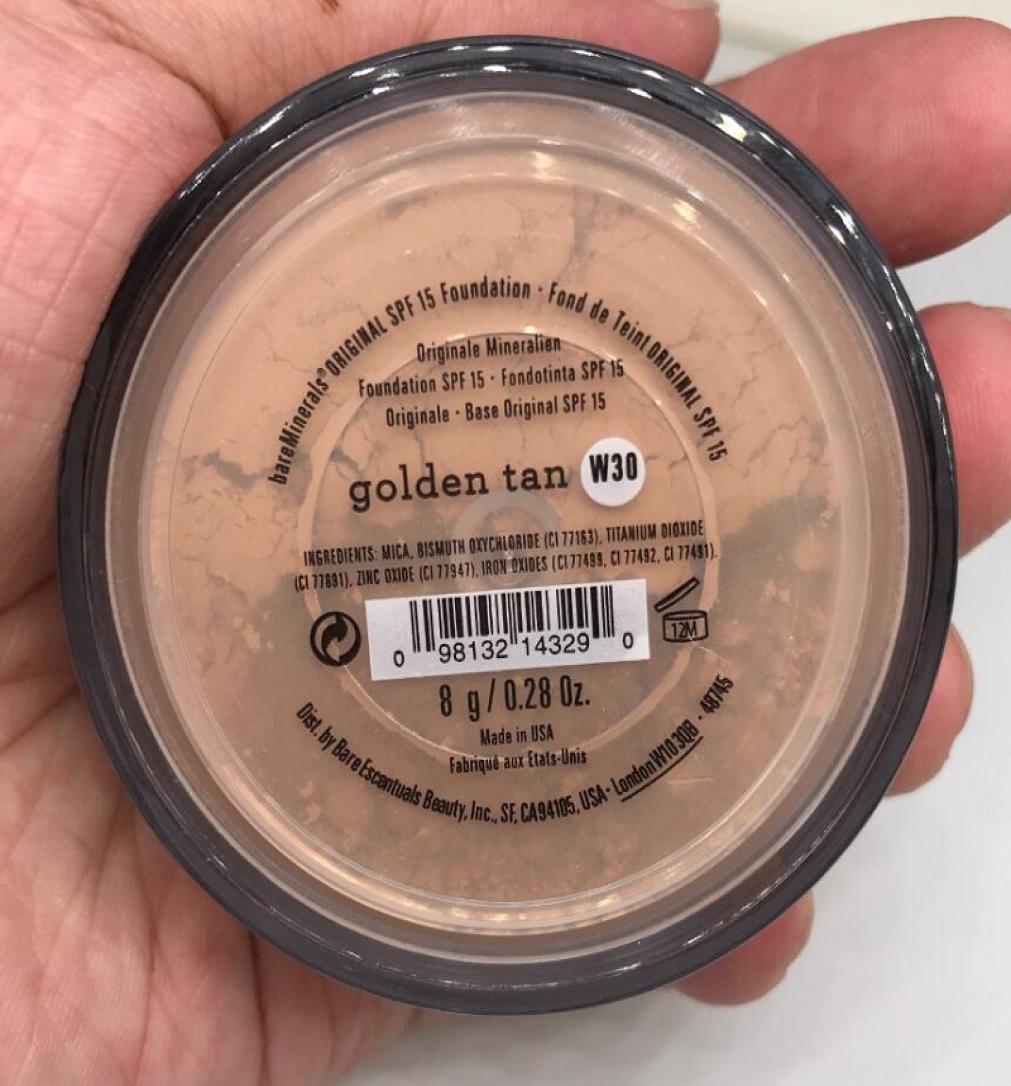 bareMinerals® ORIGINAL SPF 15 Foundation · Fond de Teint ORIGINAL SPF 15
Originale Mineralien
Foundation SPF 15 · Fondotinta SPF 15
Originale · Base Original SPF 15
golden tan W30
INGREDIENTS: MICA, BISMUTH OXYCHLORIDE (CI 77163), TITANIUM DIOXIDE
(CI 77891), ZINC OXIDE (CI 77947), IRON OXIDES (CI 77499, CI 77492, CI 77491).
0 98132 14329 0
12M
8 g / 0.28 Oz.
Made in USA
Fabriqué aux Etats-Unis
Dist. by Bare Escentuals Beauty, Inc., SF, CA 94105, USA · London W10 3QB · 48745